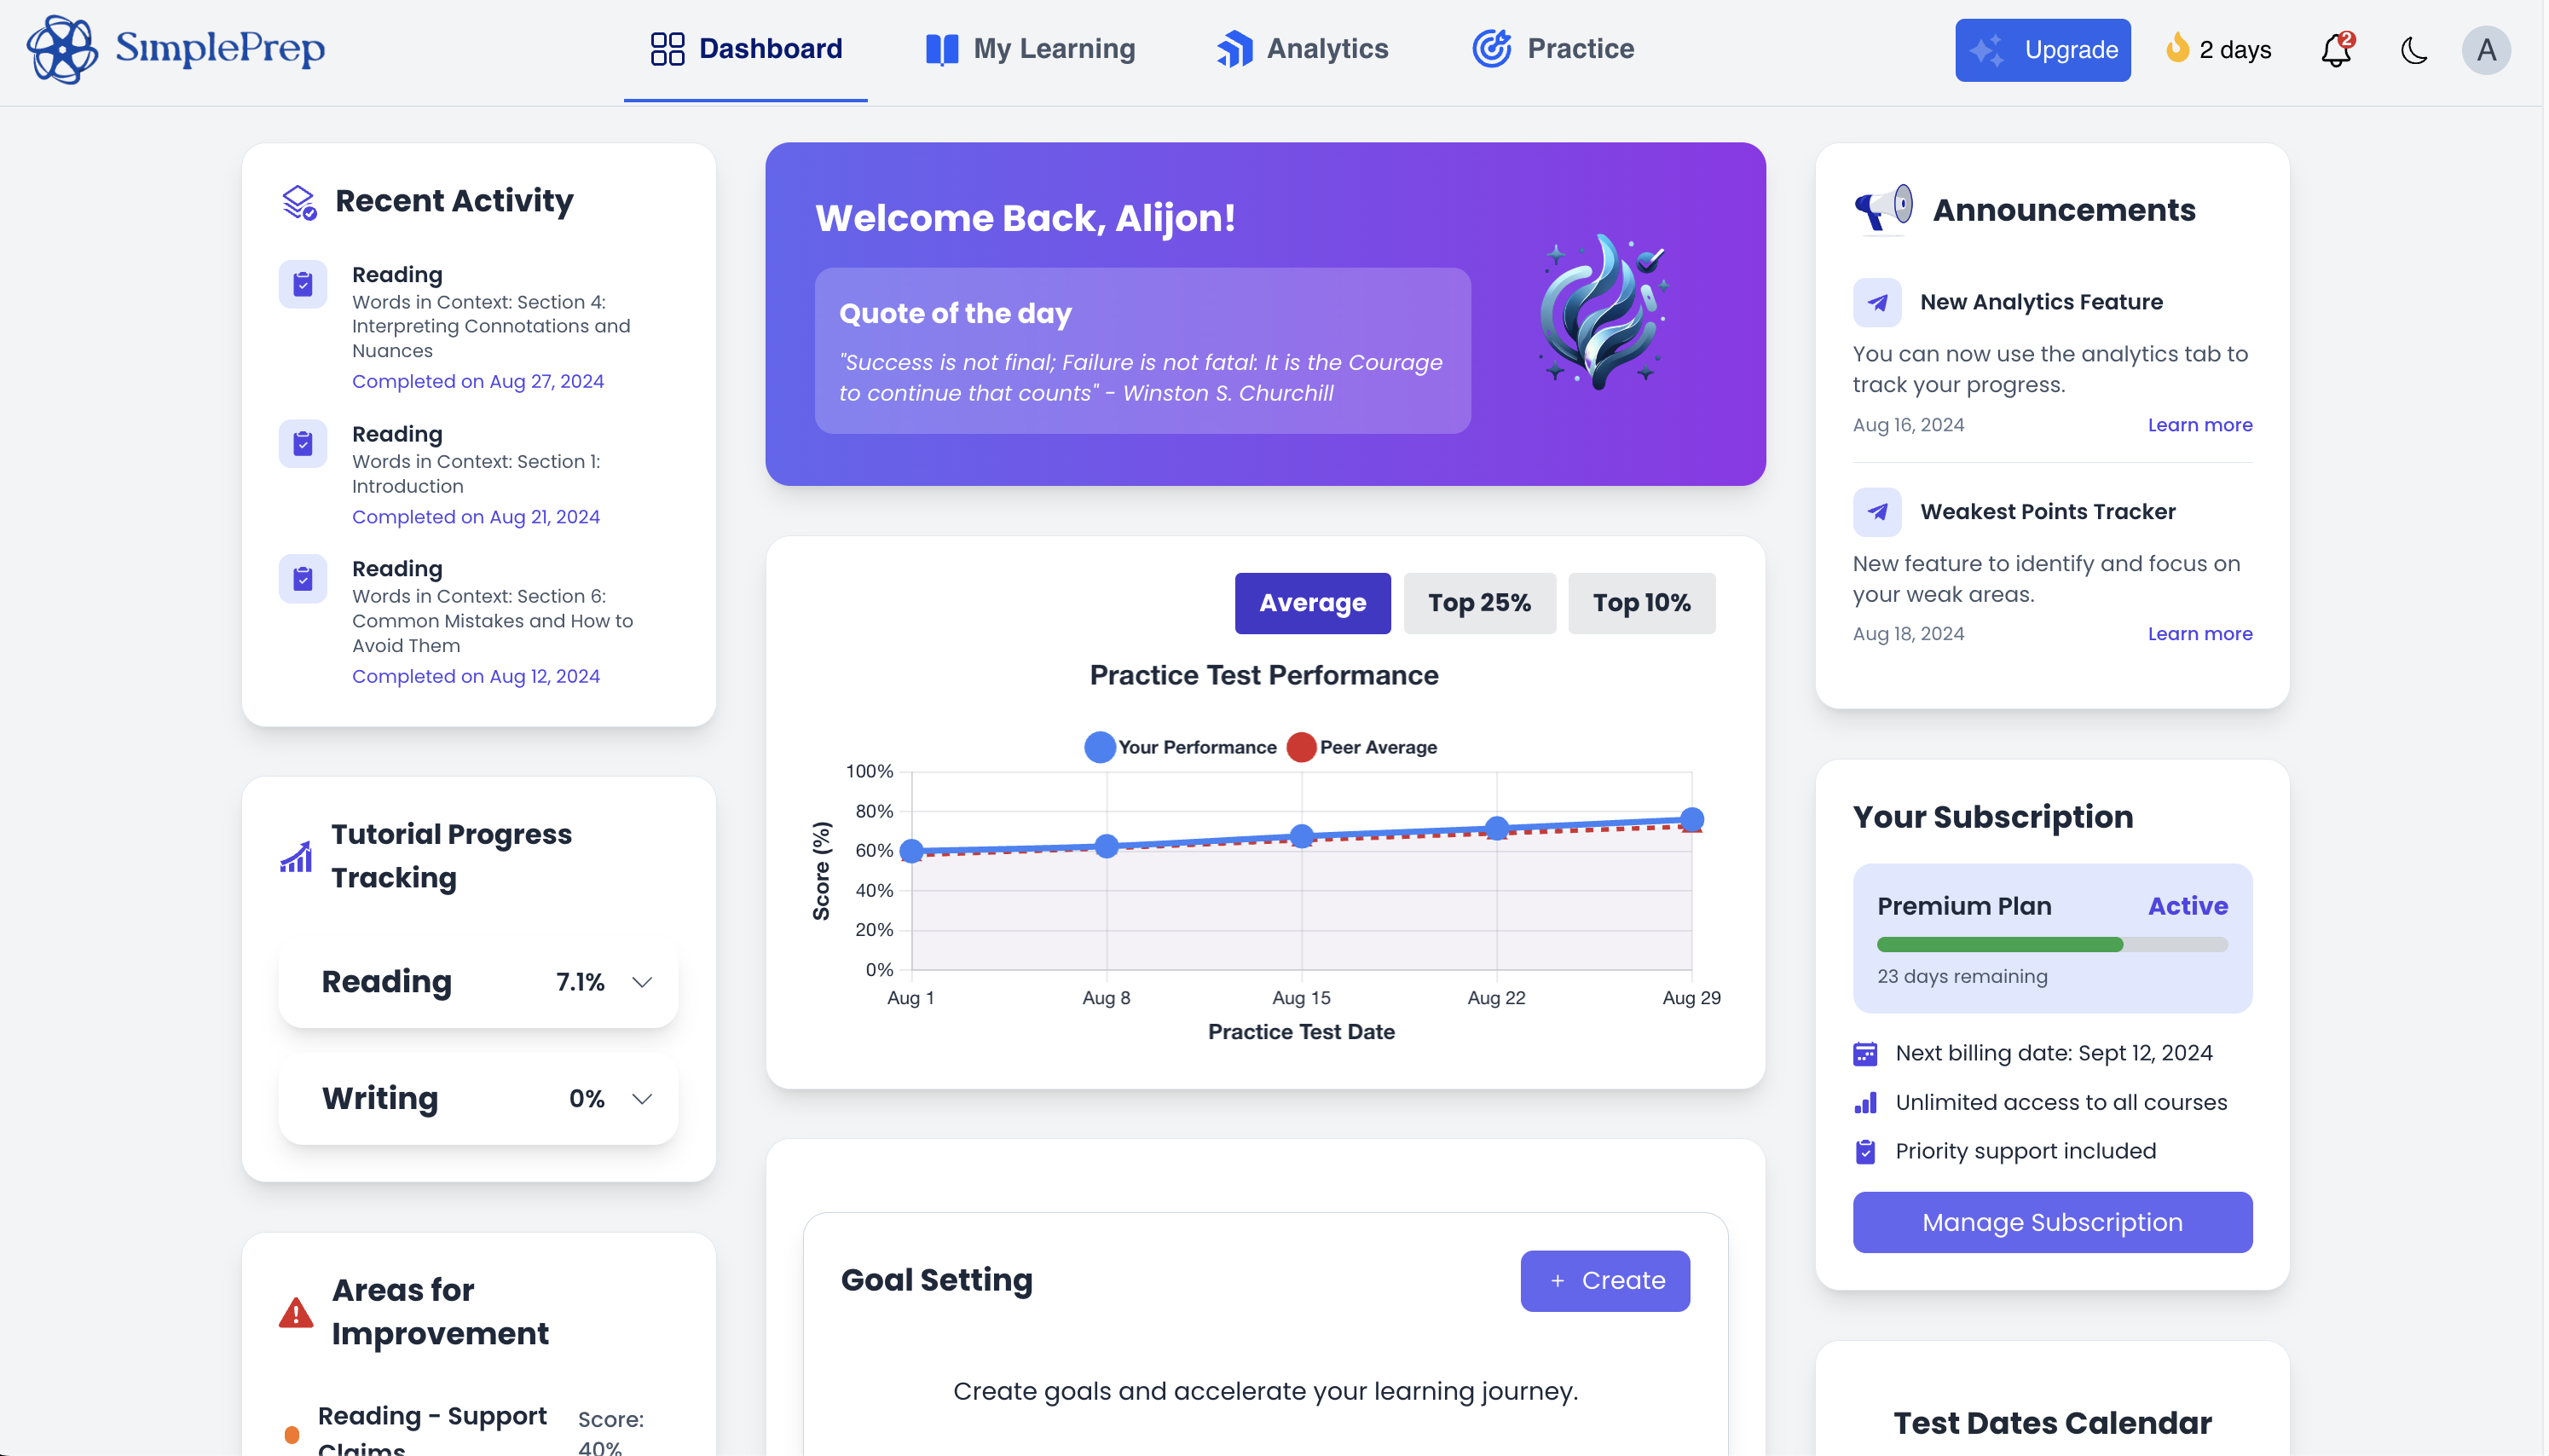 SimplePrep
Dashboard
My Learning
Analytics
Practice
Upgrade
2 days
2
A
Recent Activity
Reading
Words in Context: Section 4:
Interpreting Connotations and
Nuances
Completed on Aug 27, 2024
Reading
Words in Context: Section 1:
Introduction
Completed on Aug 21, 2024
Reading
Words in Context: Section 6:
Common Mistakes and How to
Avoid Them
Completed on Aug 12, 2024
Tutorial Progress
Tracking
Reading 7.1%
Writing 0%
Areas for
Improvement
Reading - Support
Claims
Score:
40%
Welcome Back, Alijon!
Quote of the day
"Success is not final; Failure is not fatal: It is the Courage
to continue that counts" - Winston S. Churchill
Average
Top 25%
Top 10%
Practice Test Performance
Your Performance
Peer Average
100%
80%
60%
40%
20%
0%
Score (%)
Aug 1
Aug 8
Aug 15
Aug 22
Aug 29
Practice Test Date
Goal Setting
+ Create
Create goals and accelerate your learning journey.
Announcements
New Analytics Feature
You can now use the analytics tab to
track your progress.
Aug 16, 2024
Learn more
Weakest Points Tracker
New feature to identify and focus on
your weak areas.
Aug 18, 2024
Learn more
Your Subscription
Premium Plan
Active
23 days remaining
Next billing date: Sept 12, 2024
Unlimited access to all courses
Priority support included
Manage Subscription
Test Dates Calendar